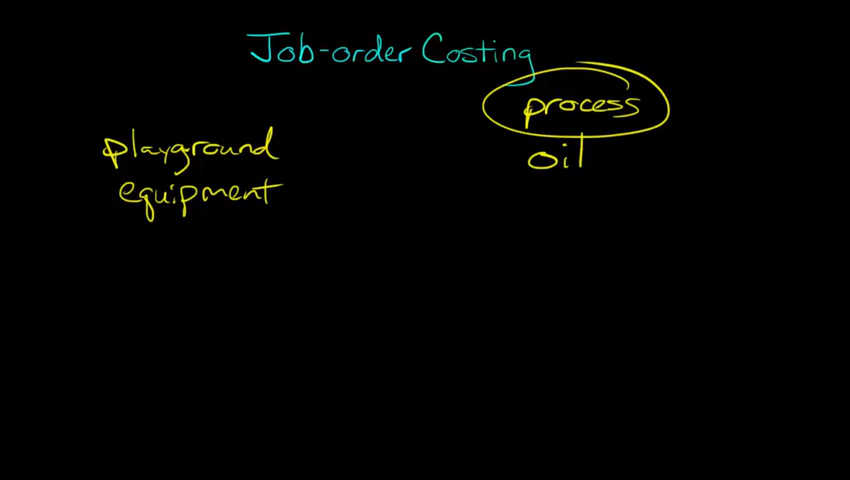 Job-order Costing
process
oil
playground
equipment